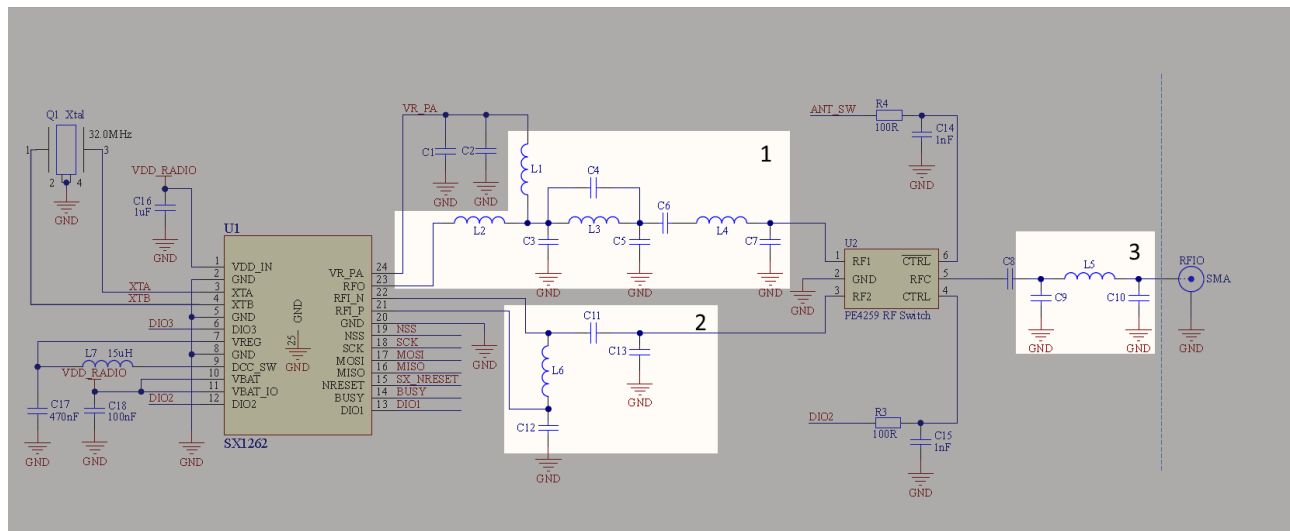 Q1 Xtal
32.0MHz
1
3
2
4
GND
VDD_RADIO
C16
1uF
GND
XTA
XTB
DIO3
L7 15uH
VDD_RADIO
DIO2
C17
470nF
C18
100nF
GND
GND
GND
U1
1 VDD_IN
2 GND
3 XTA
4 XTB
5 GND
6 DIO3
7 VREG
8 GND
9 DCC_SW
10 VBAT
11 VBAT_IO
12 DIO2
GND
25
GND
VR_PA 24
RFO 23
RFI_N 22
RFI_P 21
GND 20
NSS 19
SCK 18
MOSI 17
MISO 16
NRESET 15
BUSY 14
DIO1 13
SX1262
NSS
SCK
MOSI
MISO
SX_NRESET
BUSY
DIO1
GND
VR_PA
C1
C2
GND
GND
1
L1
C4
L2
C3
L3
C5
C6
L4
C7
GND
GND
GND
2
C11
L6
C13
GND
C12
GND
ANT_SW
R4
100R
C14
1nF
GND
U2
1 RF1
2 GND
3 RF2
CTRL 6
RFC 5
CTRL 4
PE4259 RF Switch
GND
DIO2
R3
100R
C15
1nF
GND
C8
3
L5
C9
C10
GND
GND
RFIO
SMA
GND